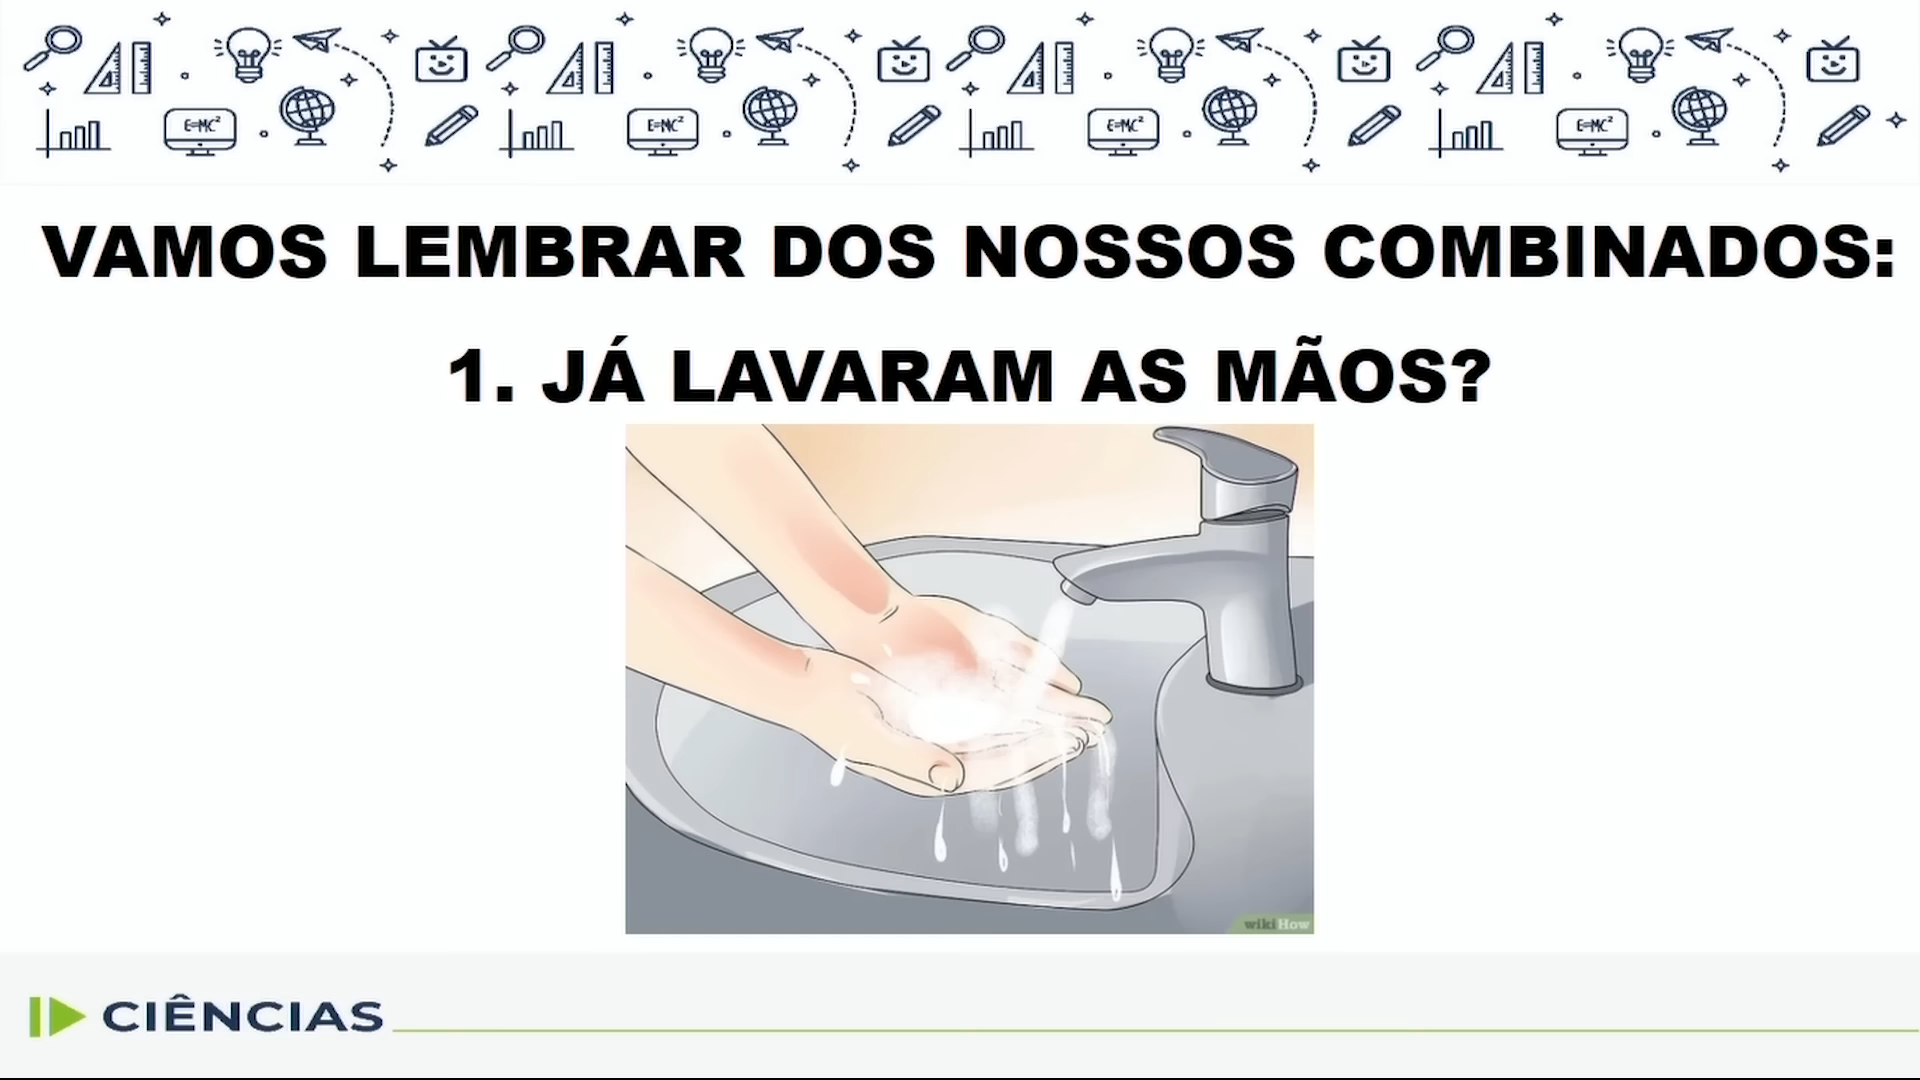 E=MC² E=MC² E=MC² E=MC²
VAMOS LEMBRAR DOS NOSSOS COMBINADOS:
1. JÁ LAVARAM AS MÃOS?
wikiHow
CIÊNCIAS